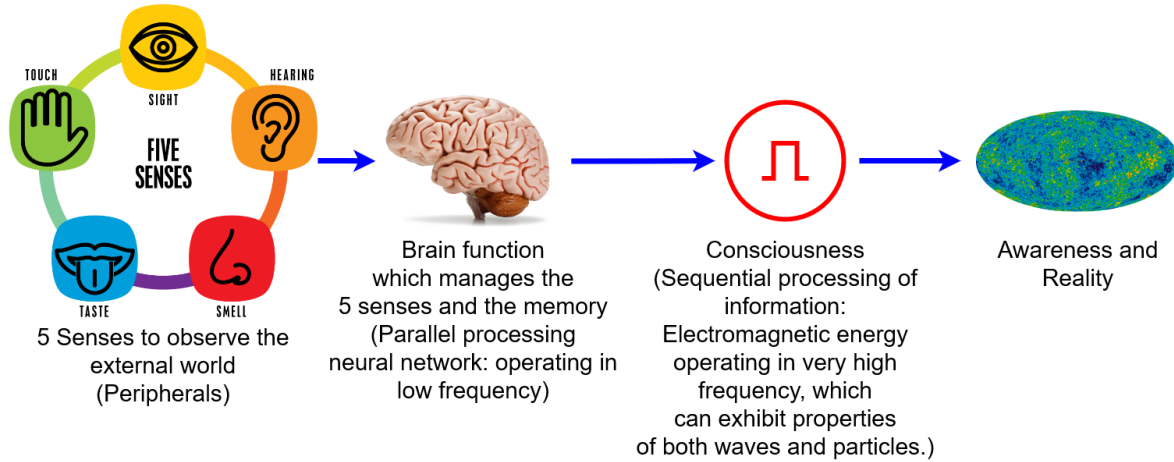 TOUCH
SIGHT
HEARING
FIVE
SENSES
TASTE
SMELL
5 Senses to observe the
external world
(Peripherals)
Brain function
which manages the
5 senses and the memory
(Parallel processing
neural network: operating in
low frequency)
Consciousness
(Sequential processing of
information:
Electromagnetic energy
operating in very high
frequency, which
can exhibit properties
of both waves and particles.)
Awareness and
Reality